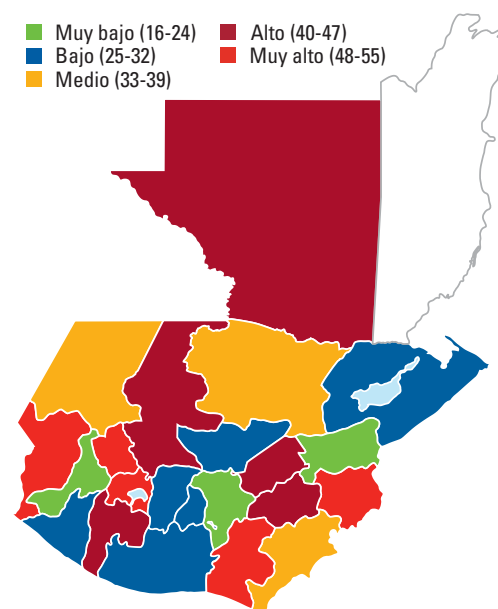 Muy bajo (16-24)
Bajo (25-32)
Medio (33-39)
Alto (40-47)
Muy alto (48-55)